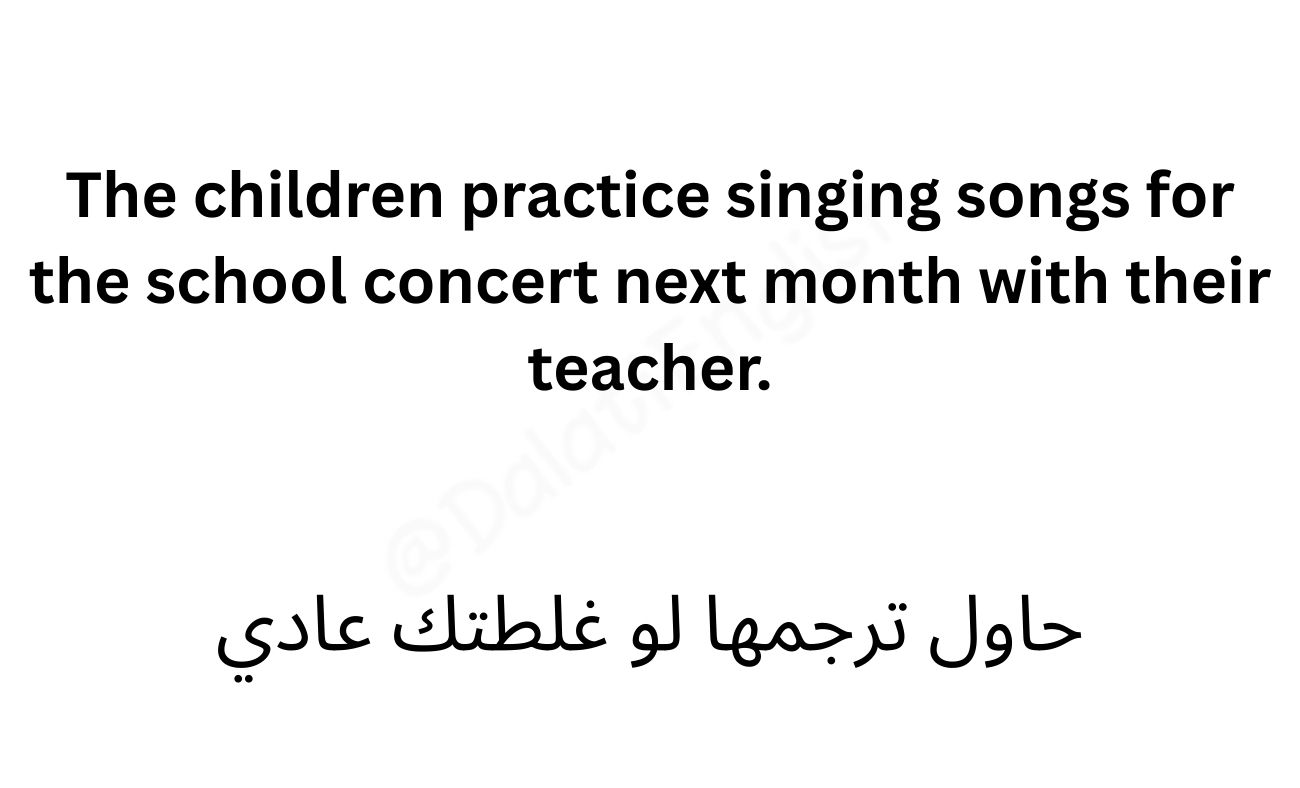 The children practice singing songs for
the school concert next month with their
teacher.
@DalatEnglish
حاول ترجمها لو غلطتك عادي